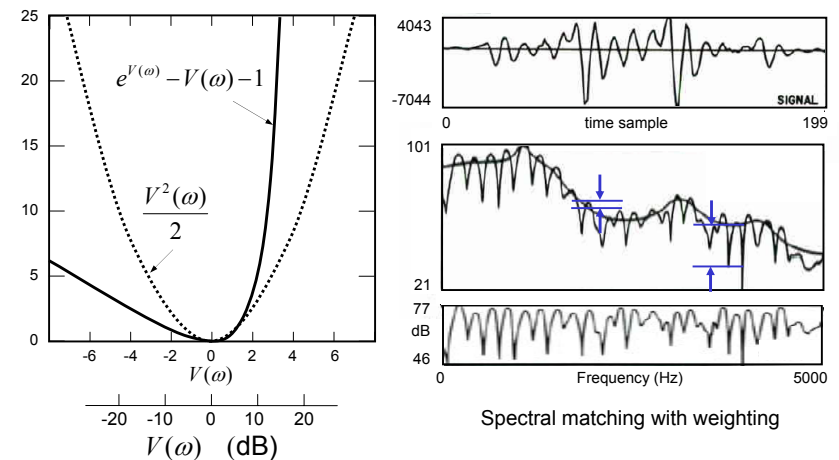 25
20
15
10
5
0
e^{V(ω)} − V(ω) − 1
V²(ω)
2
-6 -4 -2 0 2 4 6
V(ω)
-20 -10 0 10 20
V(ω) (dB)
4043
-7044
SIGNAL
0 time sample 199
101
21
77
dB
46
0 Frequency (Hz) 5000
Spectral matching with weighting